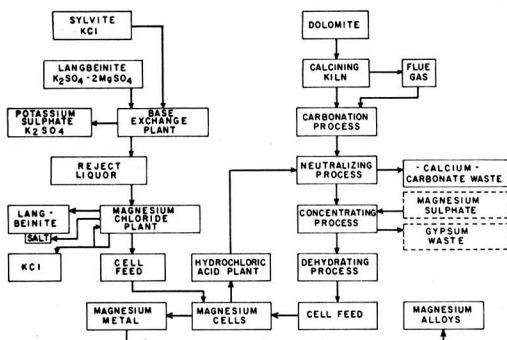 SYLVITE
KCl
LANGBEINITE
K2SO4-2MgSO4
POTASSIUM
SULPHATE
K2SO4
BASE
EXCHANGE
PLANT
REJECT
LIQUOR
LANG-
BEINITE
SALT
KCl
MAGNESIUM
CHLORIDE
PLANT
CELL
FEED
HYDROCHLORIC
ACID PLANT
MAGNESIUM
METAL
MAGNESIUM
CELLS
DOLOMITE
CALCINING
KILN
FLUE
GAS
CARBONATION
PROCESS
NEUTRALIZING
PROCESS
-CALCIUM-
CARBONATE WASTE
CONCENTRATING
PROCESS
MAGNESIUM
SULPHATE
GYPSUM
WASTE
DEHYDRATING
PROCESS
CELL FEED
MAGNESIUM
ALLOYS